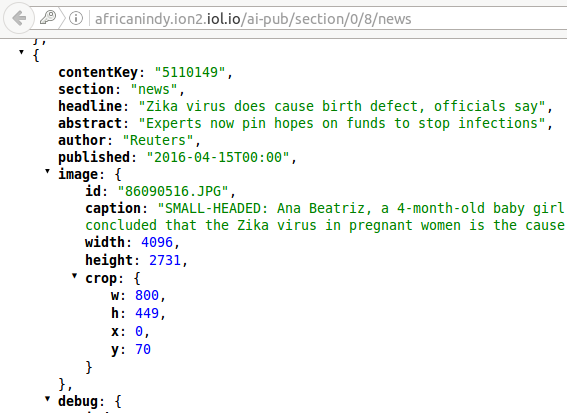 africanindy.ion2.iol.io/ai-pub/section/0/8/news
},
{
contentKey: "5110149",
section: "news",
headline: "Zika virus does cause birth defect, officials say",
abstract: "Experts now pin hopes on funds to stop infections",
author: "Reuters",
published: "2016-04-15T00:00",
image: {
id: "86090516.JPG",
caption: "SMALL-HEADED: Ana Beatriz, a 4-month-old baby girl
concluded that the Zika virus in pregnant women is the cause
width: 4096,
height: 2731,
crop: {
w: 800,
h: 449,
x: 0,
y: 70
}
},
debug: {